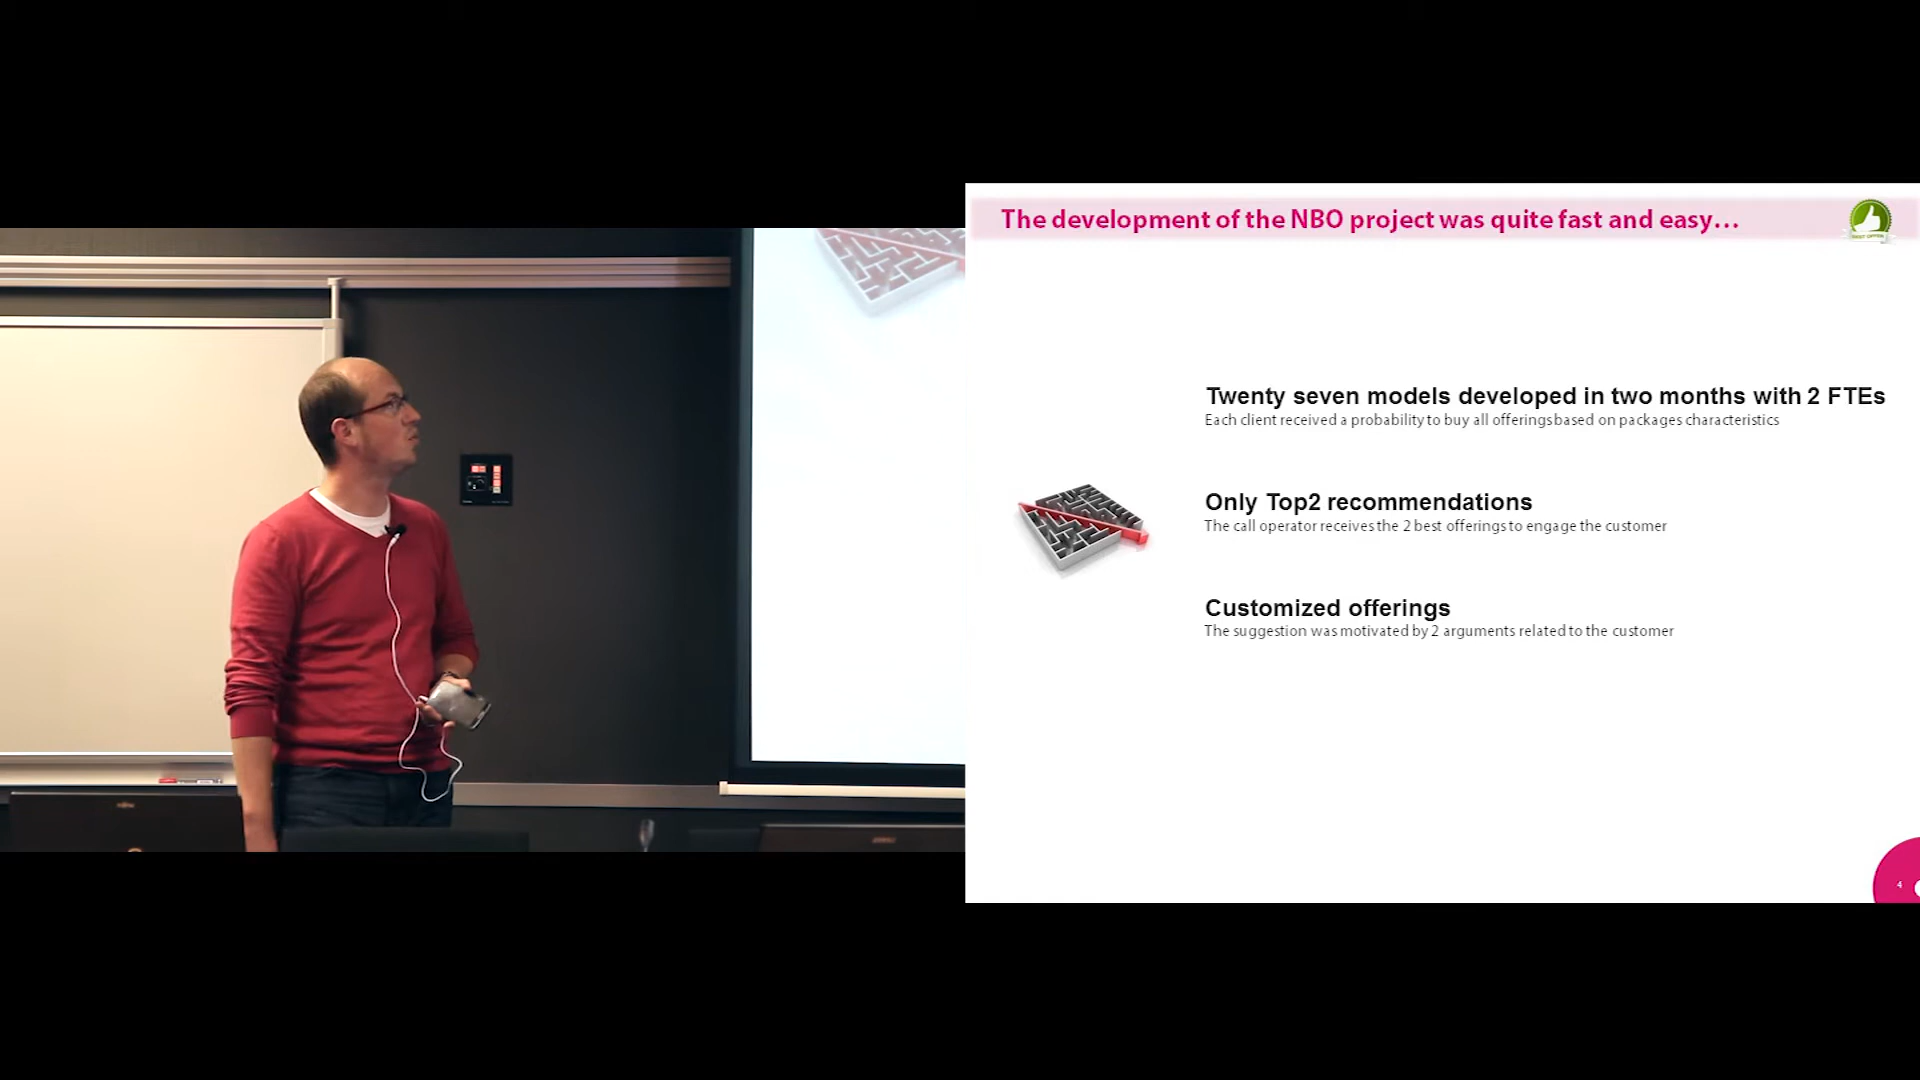 The development of the NBO project was quite fast and easy...
Twenty seven models developed in two months with 2 FTEs
Each client received a probability to buy all offerings based on packages characteristics
Only Top2 recommendations
The call operator receives the 2 best offerings to engage the customer
Customized offerings
The suggestion was motivated by 2 arguments related to the customer
4